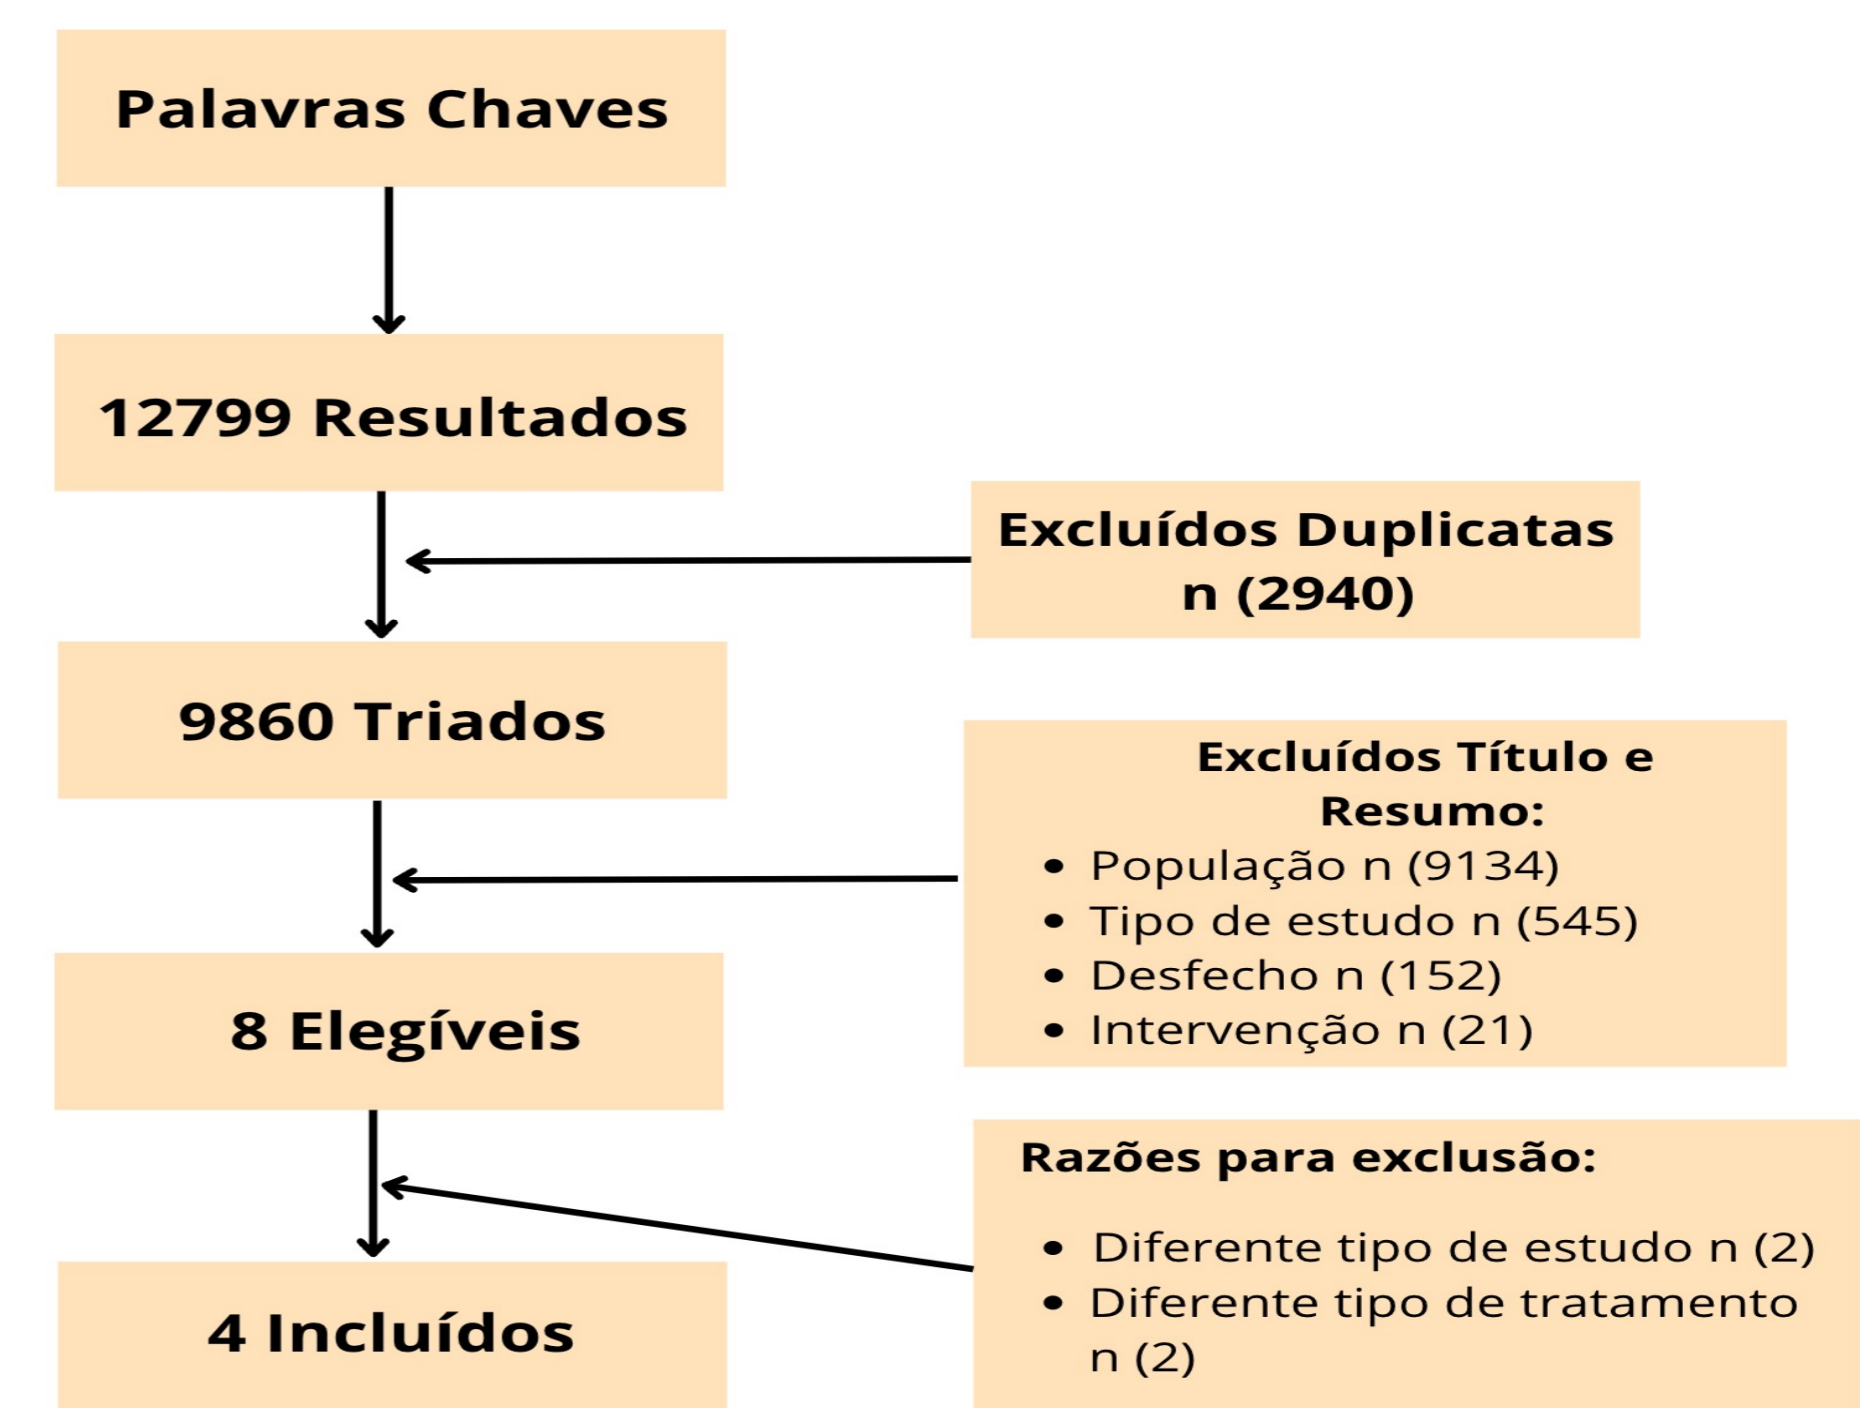 Palavras Chaves
12799 Resultados
Excluídos Duplicatas
n (2940)
9860 Triados
Excluídos Título e
Resumo:
• População n (9134)
• Tipo de estudo n (545)
• Desfecho n (152)
• Intervenção n (21)
8 Elegíveis
Razões para exclusão:
• Diferente tipo de estudo n (2)
• Diferente tipo de tratamento
n (2)
4 Incluídos